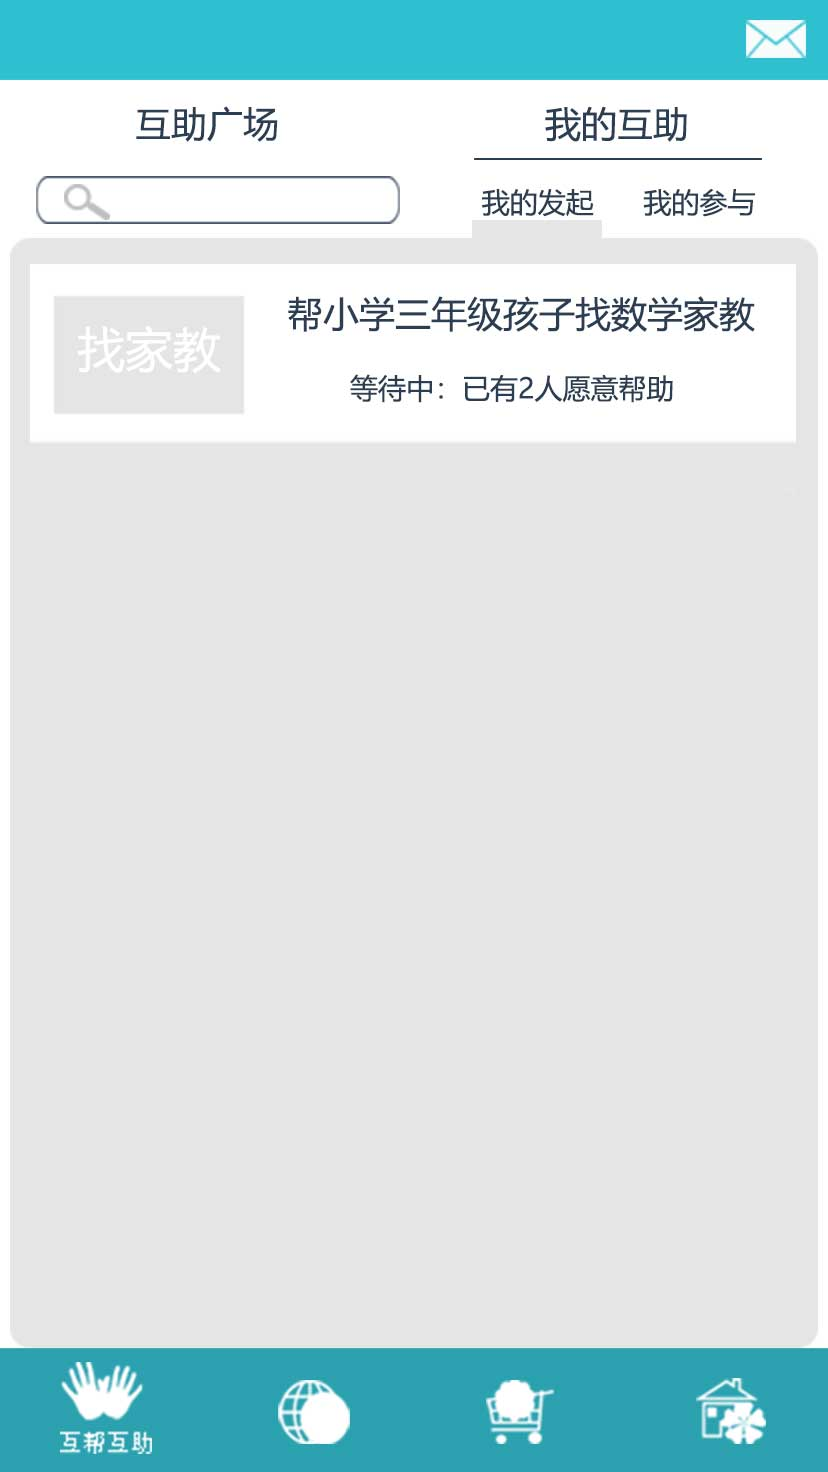 互助广场
我的互助
我的发起
我的参与
找家教
帮小学三年级孩子找数学家教
等待中：已有2人愿意帮助
互帮互助